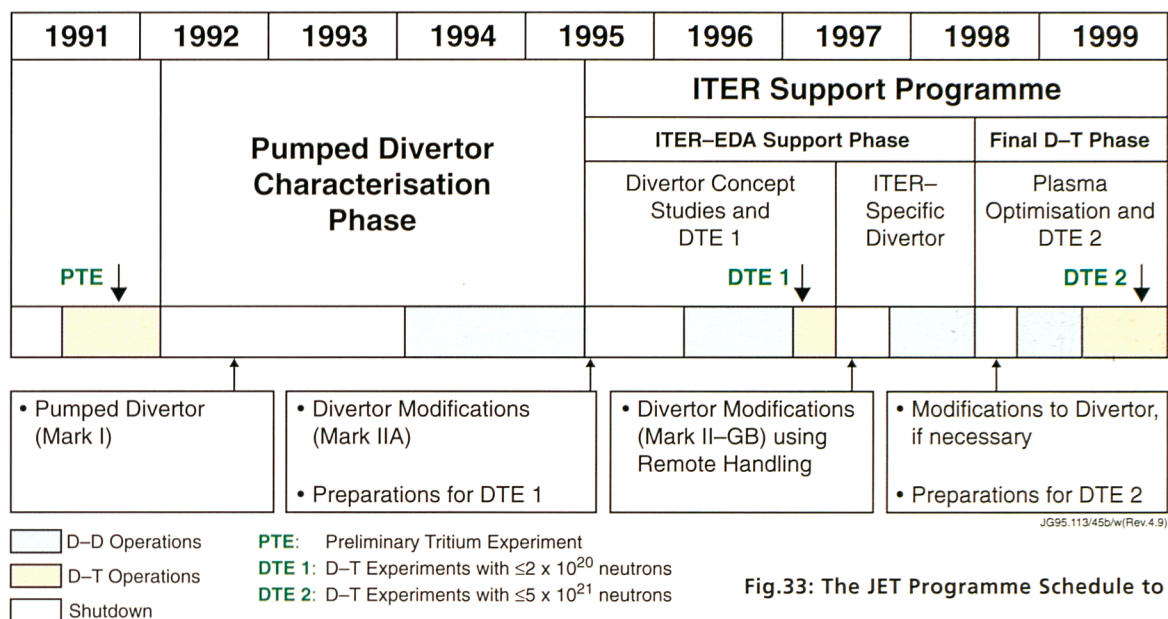 1991 1992 1993 1994 1995 1996 1997 1998 1999
ITER Support Programme
ITER–EDA Support Phase
Final D–T Phase
Pumped Divertor
Characterisation
Phase
Divertor Concept
Studies and
DTE 1
ITER–
Specific
Divertor
Plasma
Optimisation and
DTE 2
PTE
DTE 1
DTE 2
• Pumped Divertor
(Mark I)
• Divertor Modifications
(Mark IIA)
• Preparations for DTE 1
• Divertor Modifications
(Mark II–GB) using
Remote Handling
• Modifications to Divertor,
if necessary
• Preparations for DTE 2
JG95.113/45b/w(Rev.4.9)
D–D Operations
D–T Operations
Shutdown
PTE: Preliminary Tritium Experiment
DTE 1: D–T Experiments with ≤2 x 10²⁰ neutrons
DTE 2: D–T Experiments with ≤5 x 10²¹ neutrons
Fig.33: The JET Programme Schedule to